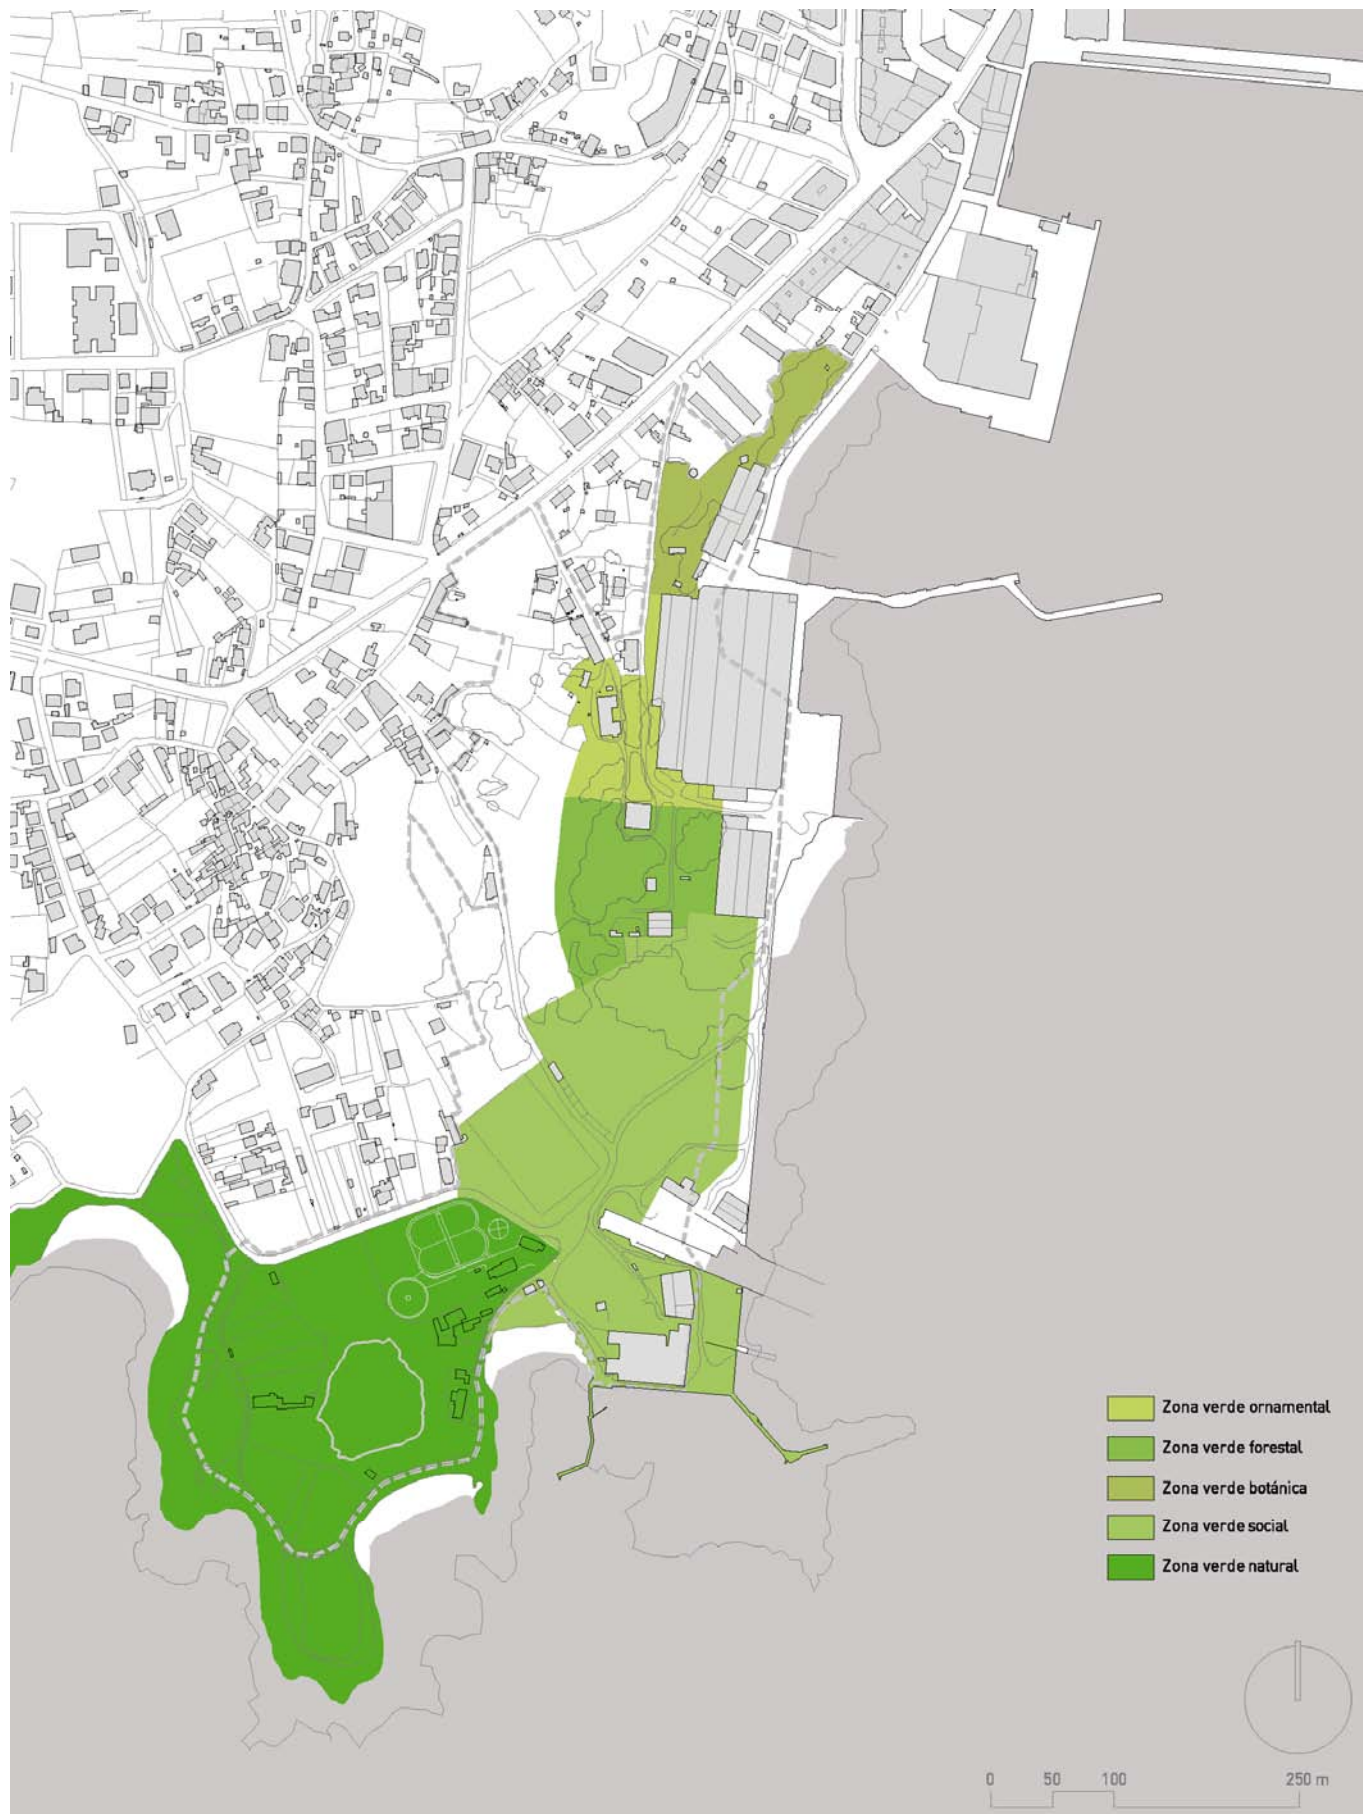 Zona verde ornamental
Zona verde forestal
Zona verde botánica
Zona verde social
Zona verde natural
0 50 100 250 m